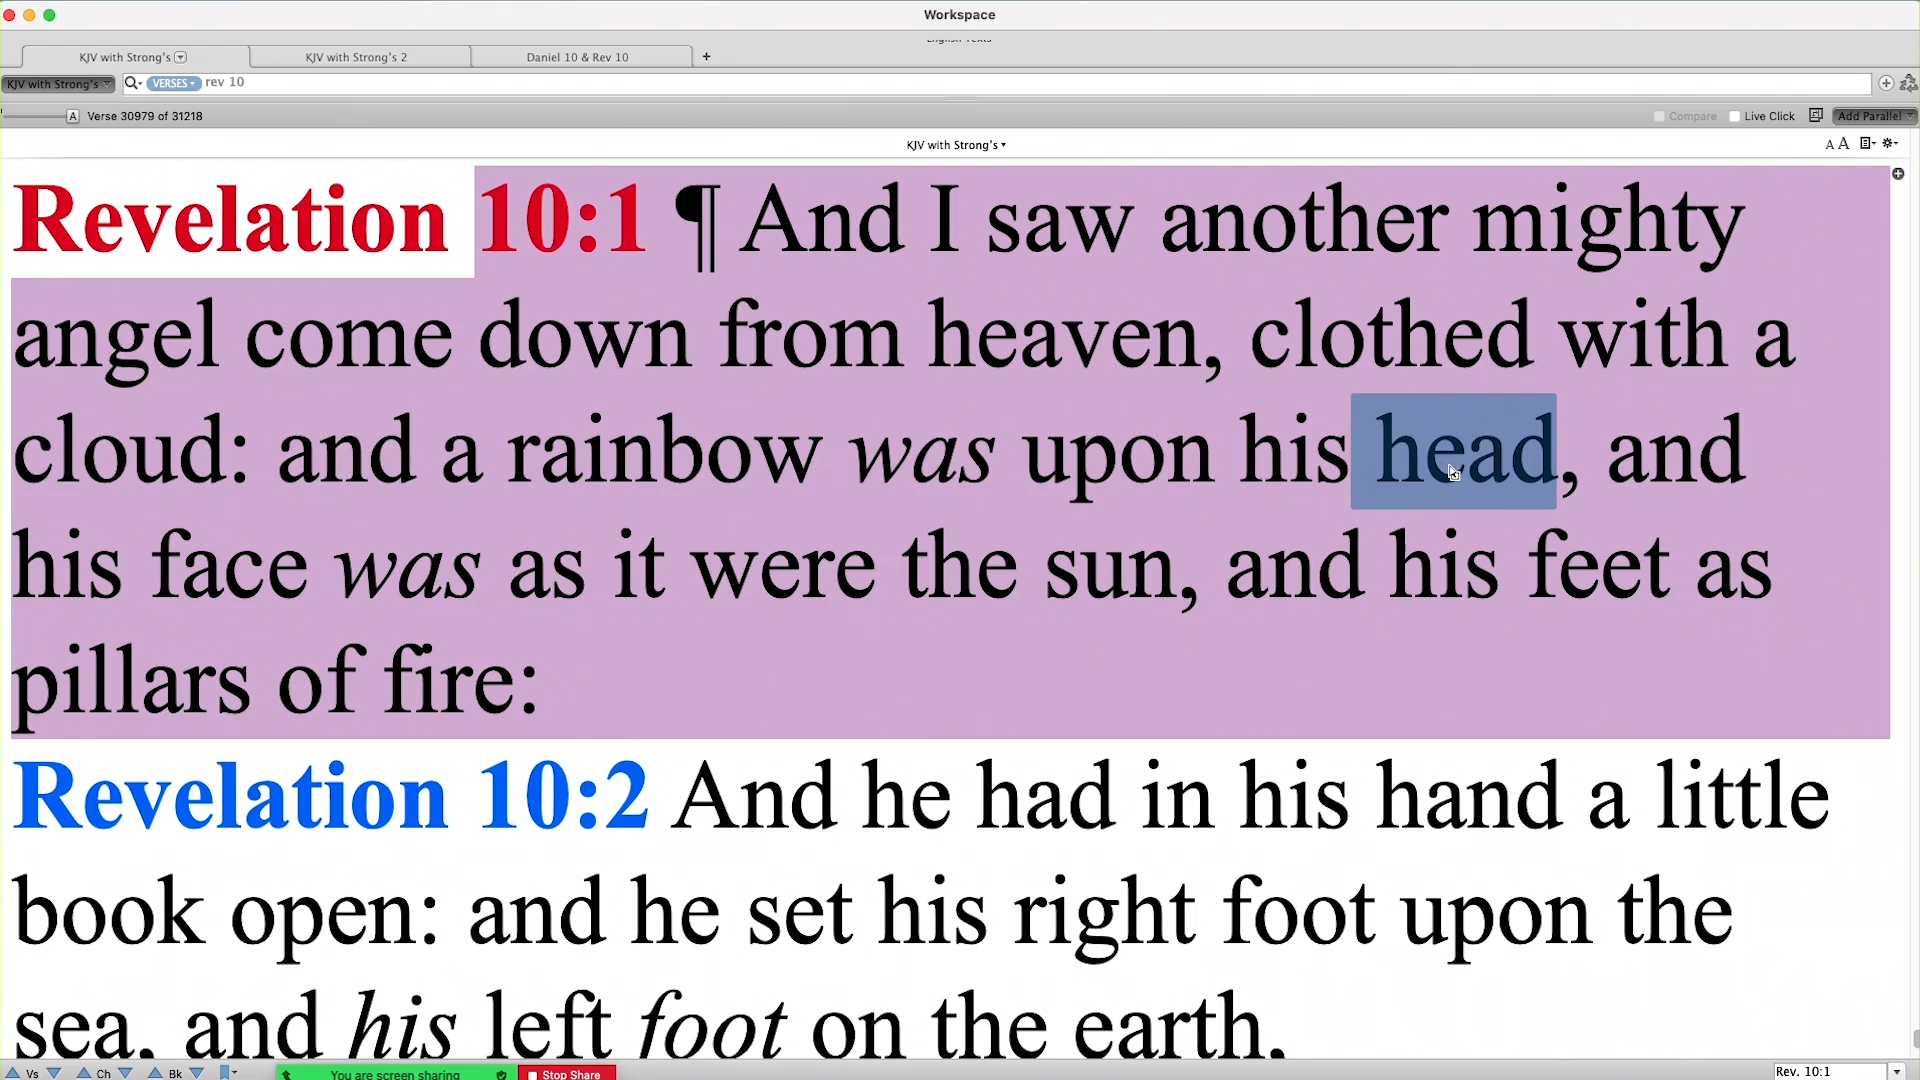 Workspace
English Texts
KJV with Strong's
KJV with Strong's 2
Daniel 10 & Rev 10
+
KJV with Strong's
VERSES
rev 10
A
Verse 30979 of 31218
Compare
Live Click
Add Parallel
KJV with Strong's
A A
Revelation 10:1 ¶ And I saw another mighty
angel come down from heaven, clothed with a
cloud: and a rainbow was upon his head, and
his face was as it were the sun, and his feet as
pillars of fire:
Revelation 10:2 And he had in his hand a little
book open: and he set his right foot upon the
sea, and his left foot on the earth,
Vs
Ch
Bk
You are screen sharing
Stop Share
Rev. 10:1